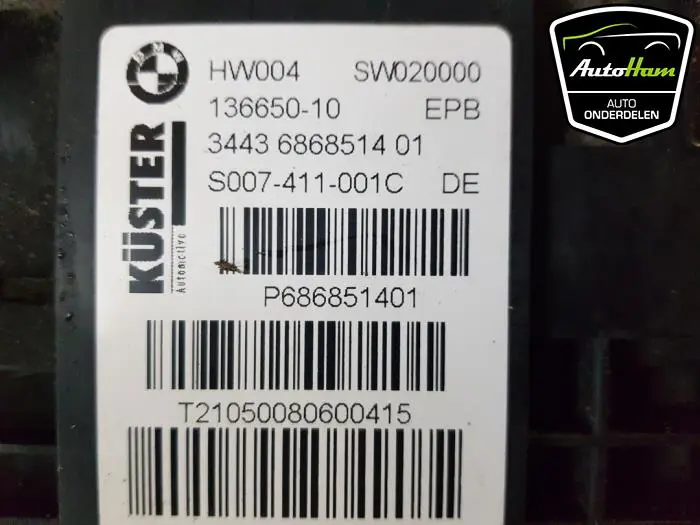 BMW
HW004 SW020000
136650-10 EPB
3443 6868514 01
S007-411-001C DE
KÜSTER
Automotive
P686851401
T21050080600415
AutoHam
AUTO
ONDERDELEN